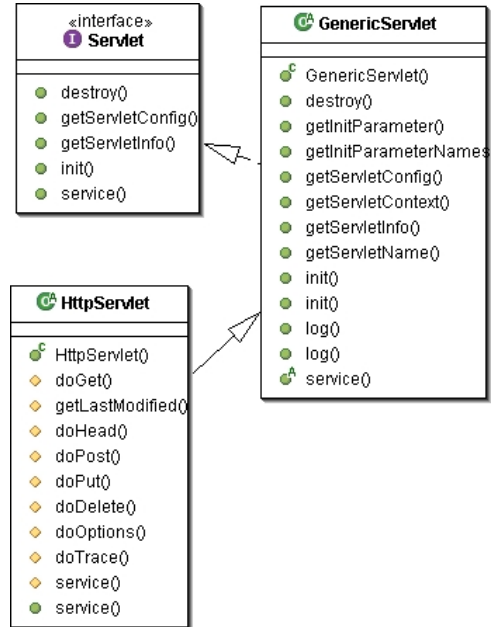 «interface»
I Servlet
destroy()
getServletConfig()
getServletInfo()
init()
service()
C A GenericServlet
C GenericServlet()
destroy()
getInitParameter()
getInitParameterNames
getServletConfig()
getServletContext()
getServletInfo()
getServletName()
init()
init()
log()
log()
A service()
C A HttpServlet
C HttpServlet()
doGet()
getLastModified()
doHead()
doPost()
doPut()
doDelete()
doOptions()
doTrace()
service()
service()